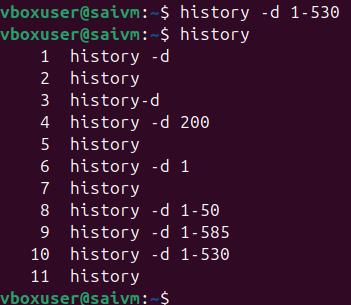 vboxuser@saivm:~$ history -d 1-530
vboxuser@saivm:~$ history
1 history -d
2 history
3 history-d
4 history -d 200
5 history
6 history -d 1
7 history
8 history -d 1-50
9 history -d 1-585
10 history -d 1-530
11 history
vboxuser@saivm:~$